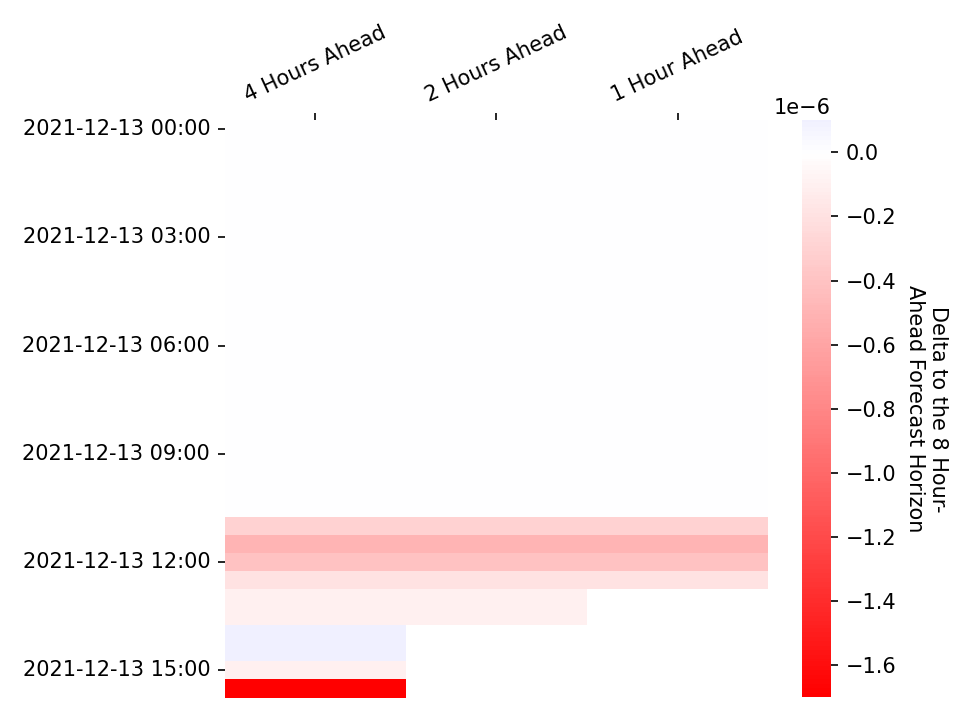 4 Hours Ahead
2 Hours Ahead
1 Hour Ahead
1e−6
2021-12-13 00:00
2021-12-13 03:00
2021-12-13 06:00
2021-12-13 09:00
2021-12-13 12:00
2021-12-13 15:00
0.0
−0.2
−0.4
−0.6
−0.8
−1.0
−1.2
−1.4
−1.6
Delta to the 8 Hour-
Ahead Forecast Horizon